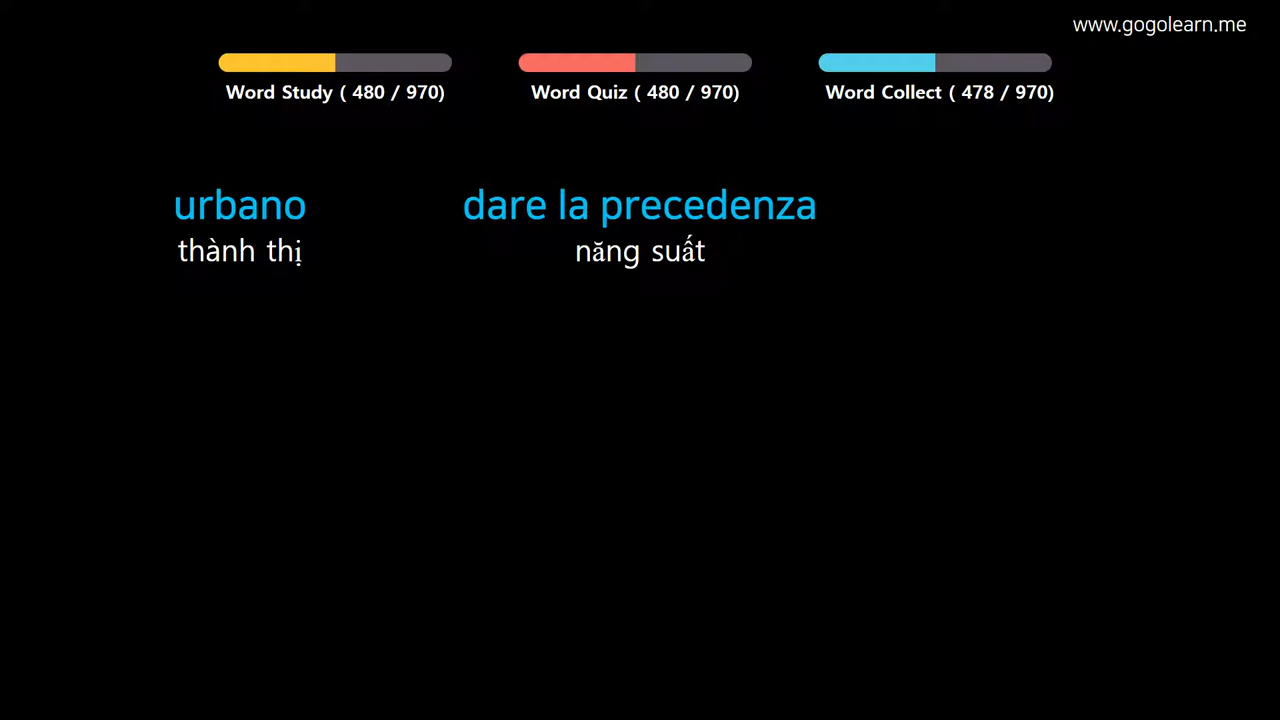 www.gogolearn.me
Word Study ( 480 / 970)
Word Quiz ( 480 / 970)
Word Collect ( 478 / 970)
urbano
thành thị
dare la precedenza
năng suất